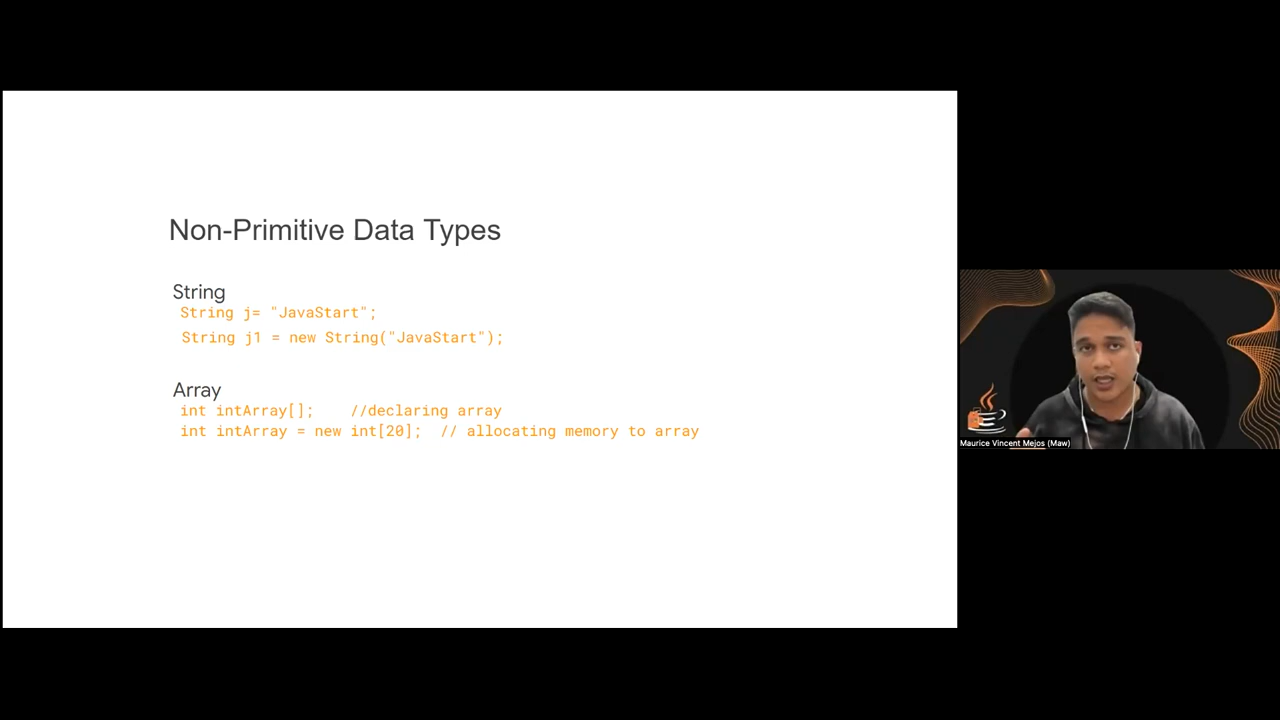 Non-Primitive Data Types
String
String j= "JavaStart";
String j1 = new String("JavaStart");
Array
int intArray[]; //declaring array
int intArray = new int[20]; // allocating memory to array
Maurice Vincent Mejos (Maw)